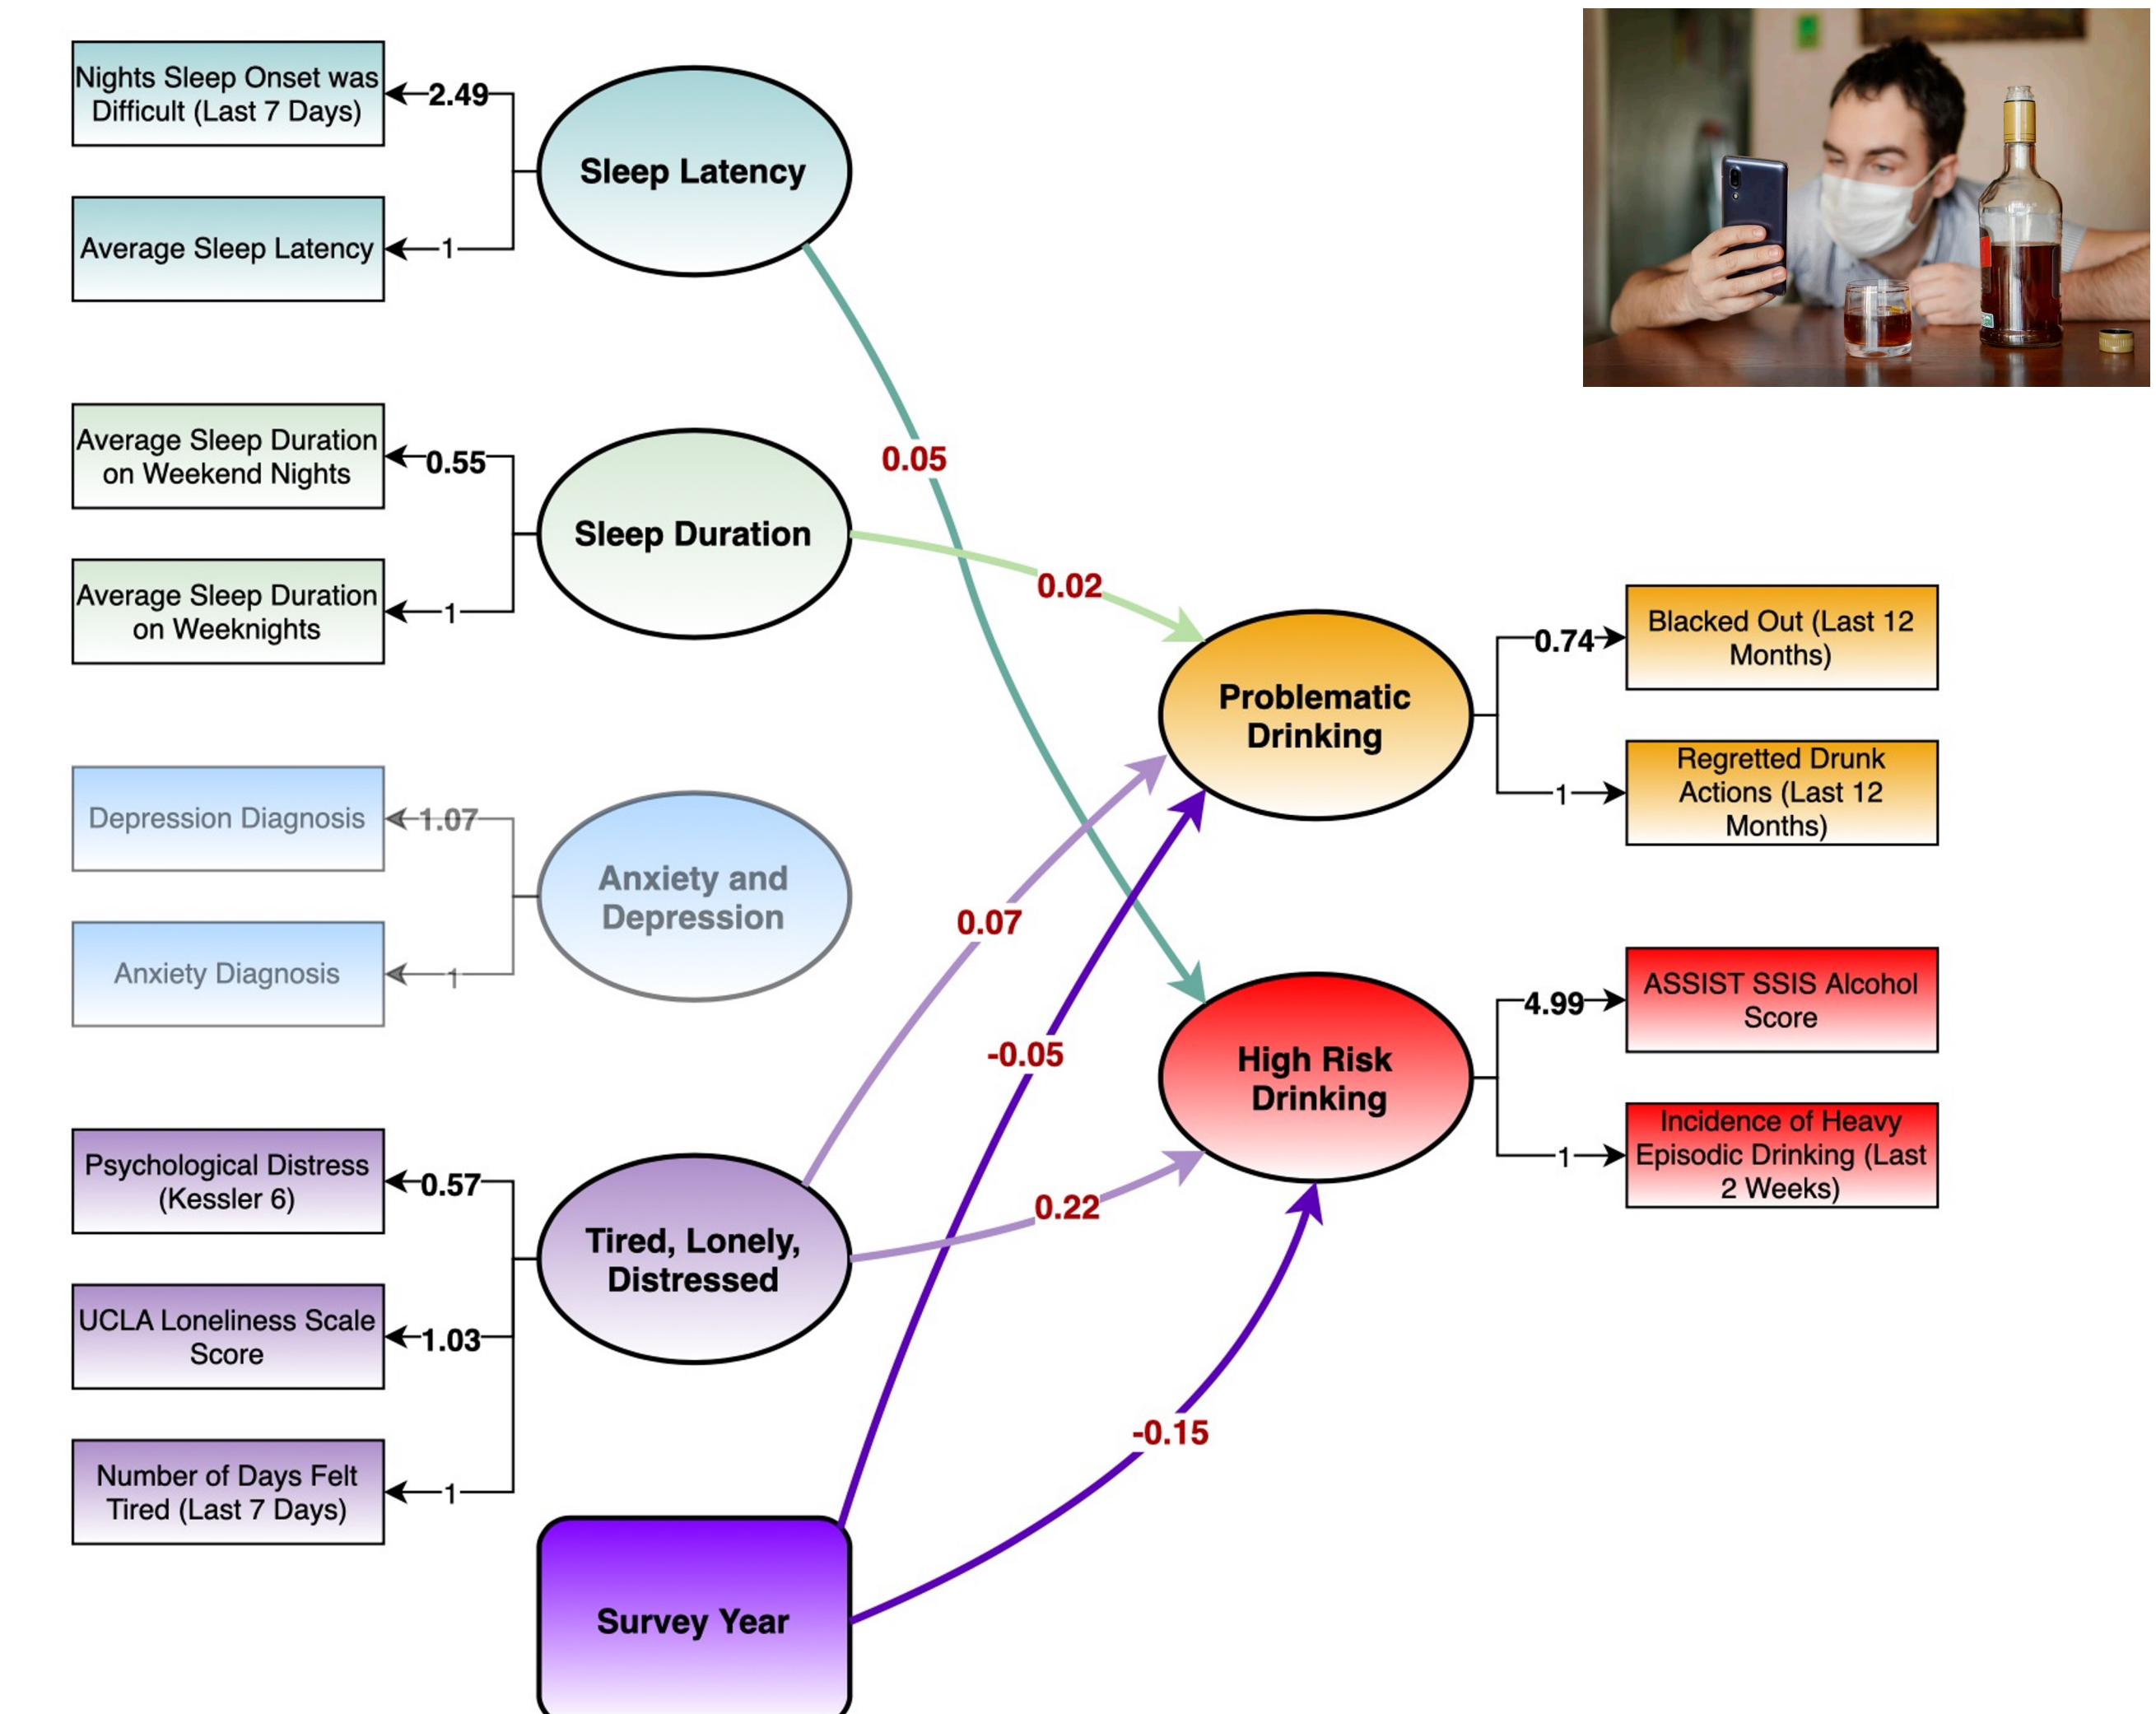 Nights Sleep Onset was
Difficult (Last 7 Days)
2.49
Average Sleep Latency
1
Sleep Latency
0.05
Average Sleep Duration
on Weekend Nights
0.55
Average Sleep Duration
on Weeknights
1
Sleep Duration
0.02
Depression Diagnosis
1.07
Anxiety Diagnosis
1
Anxiety and
Depression
Psychological Distress
(Kessler 6)
0.57
UCLA Loneliness Scale
Score
1.03
Number of Days Felt
Tired (Last 7 Days)
1
Tired, Lonely,
Distressed
0.07
0.22
Survey Year
-0.05
-0.15
Problematic
Drinking
0.74
Blacked Out (Last 12
Months)
1
Regretted Drunk
Actions (Last 12
Months)
High Risk
Drinking
4.99
ASSIST SSIS Alcohol
Score
1
Incidence of Heavy
Episodic Drinking (Last
2 Weeks)